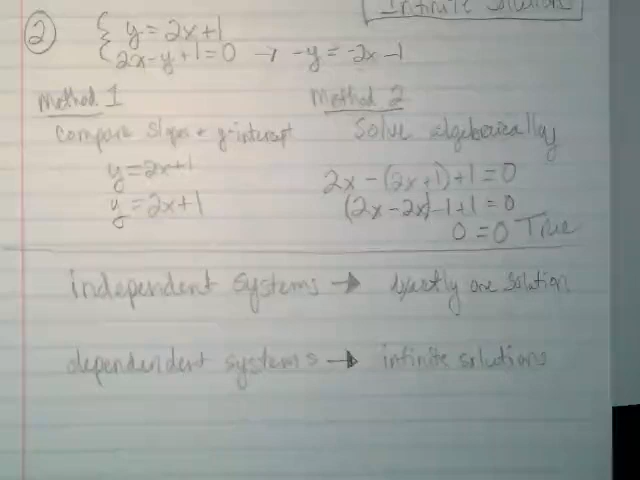 Infinite Solution
② { y = 2x+1
{ 2x-y+1=0 → -y = -2x -1
Method 1
Method 2
Compare Slopes + y-intercept
Solve algebraically
y=2x+1
y=2x+1
2x-(2x+1)+1=0
(2x-2x)-1+1=0
0=0 True
independent systems → exactly one solution
dependendent systems → infinite solutions